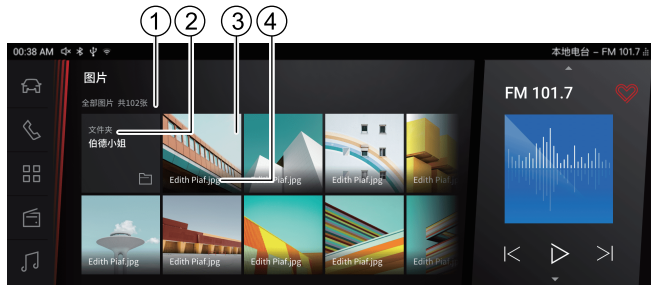 ① ② ③ ④
00:38 AM
本地电台 – FM 101.7
图片
全部图片 共102张
文件夹
伯德小姐
Edith Piaf.jpg
Edith Piaf.jpg
Edith Piaf.jpg
Edith Piaf
Edith Piaf.jpg
Edith Piaf.jpg
Edith Piaf.jpg
Edith Piaf.jpg
Edith Piaf.jpg
FM 101.7